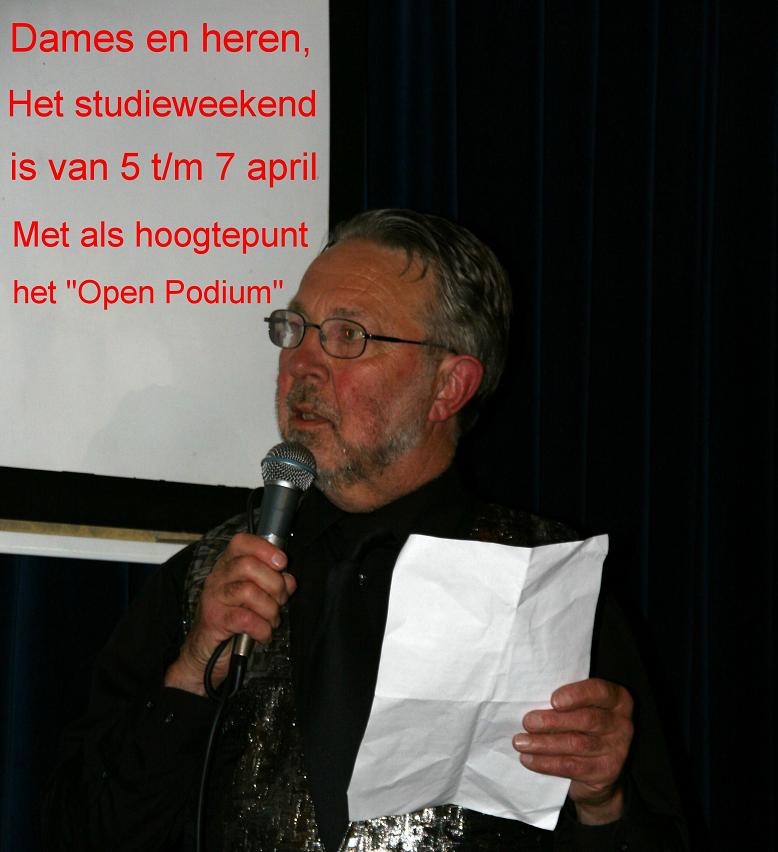 Dames en heren,
Het studieweekend
is van 5 t/m 7 april
Met als hoogtepunt
het "Open Podium"